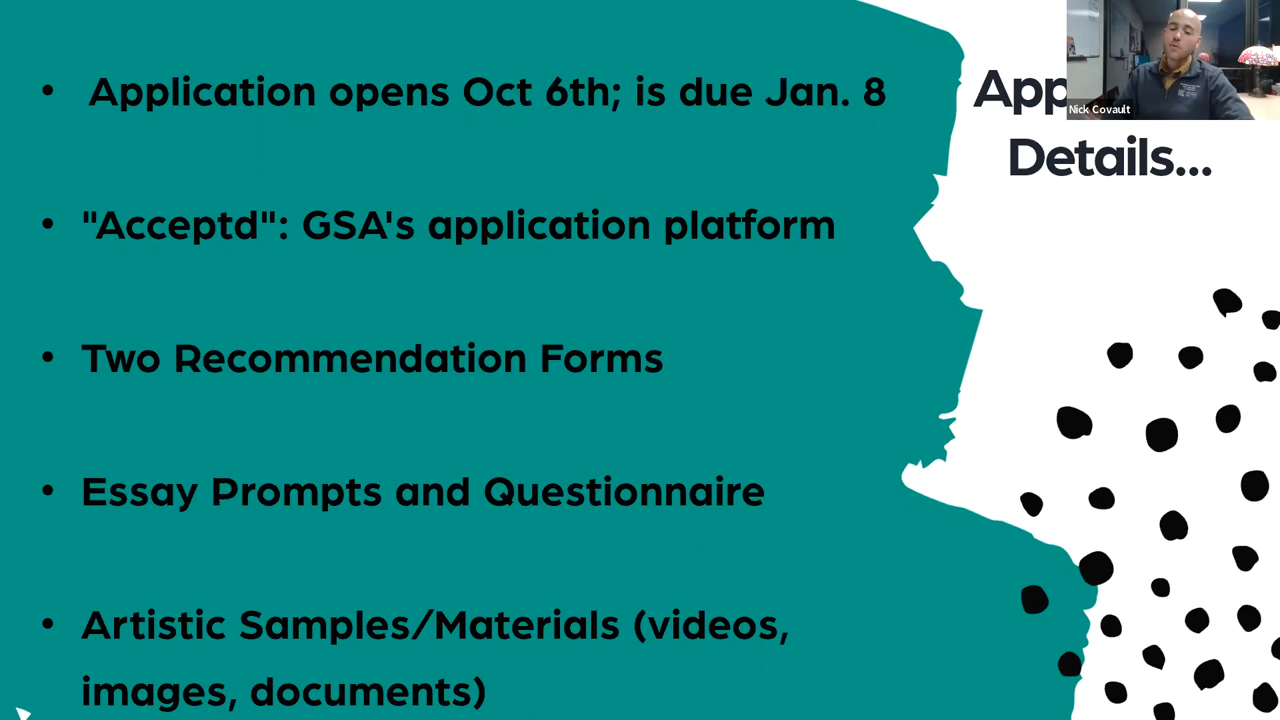 • Application opens Oct 6th; is due Jan. 8
• "Acceptd": GSA's application platform
• Two Recommendation Forms
• Essay Prompts and Questionnaire
• Artistic Samples/Materials (videos,
images, documents)
App
Details...
Nick Covault